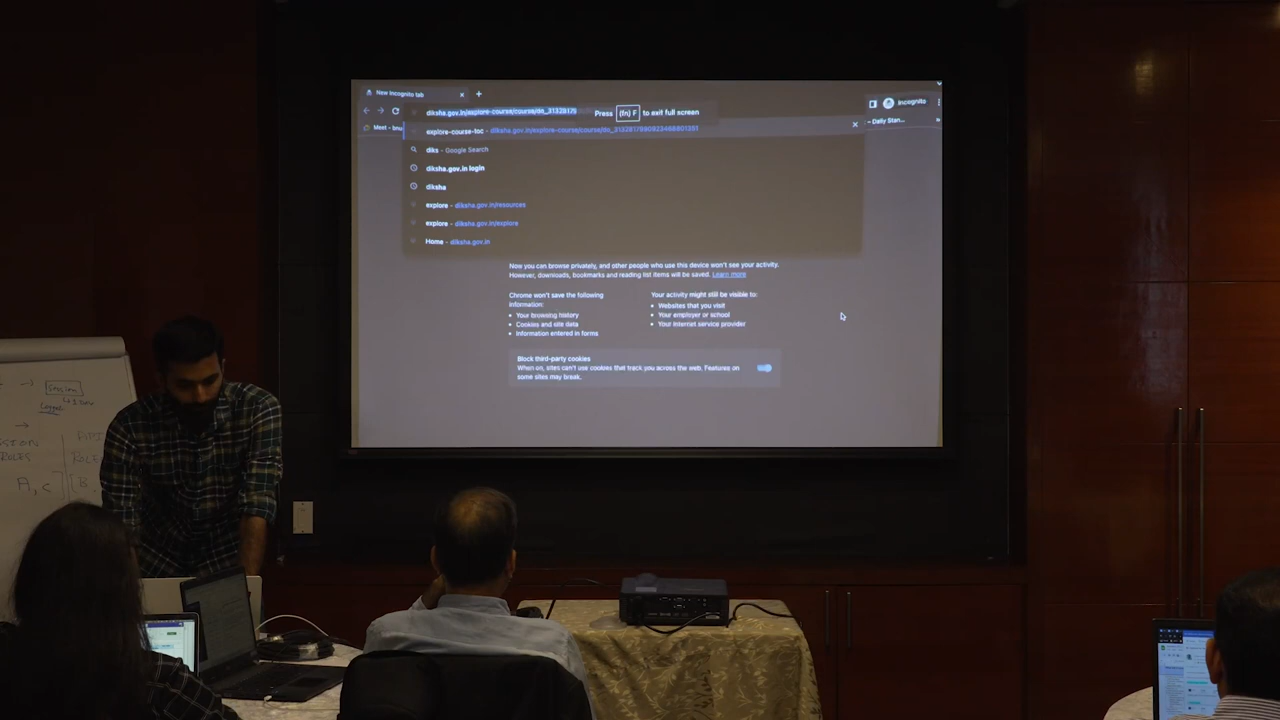 New Incognito tab
diksha.gov.in/explore-course/course/do_31328179
Press (fn) F to exit full screen
Incognito
Meet -
- Daily Stan...
explore-course-toc - diksha.gov.in/explore-course/course/do_
diks - Google Search
diksha.gov.in login
diksha
explore - diksha.gov.in/resources
explore - diksha.gov.in/explore
Home - diksha.gov.in
Now you can browse privately, and other people who use this device won't see your activity.
However, downloads, bookmarks and reading list items will be saved. Learn more
Chrome won't save the following
information:
• Your browsing history
• Cookies and site data
• Information entered in forms
Your activity might still be visible to:
• Websites that you visit
• Your employer or school
• Your internet service provider
Block third-party cookies
When on, sites can't use cookies that track you across the web. Features on
some sites may break.
Session
A, C
B